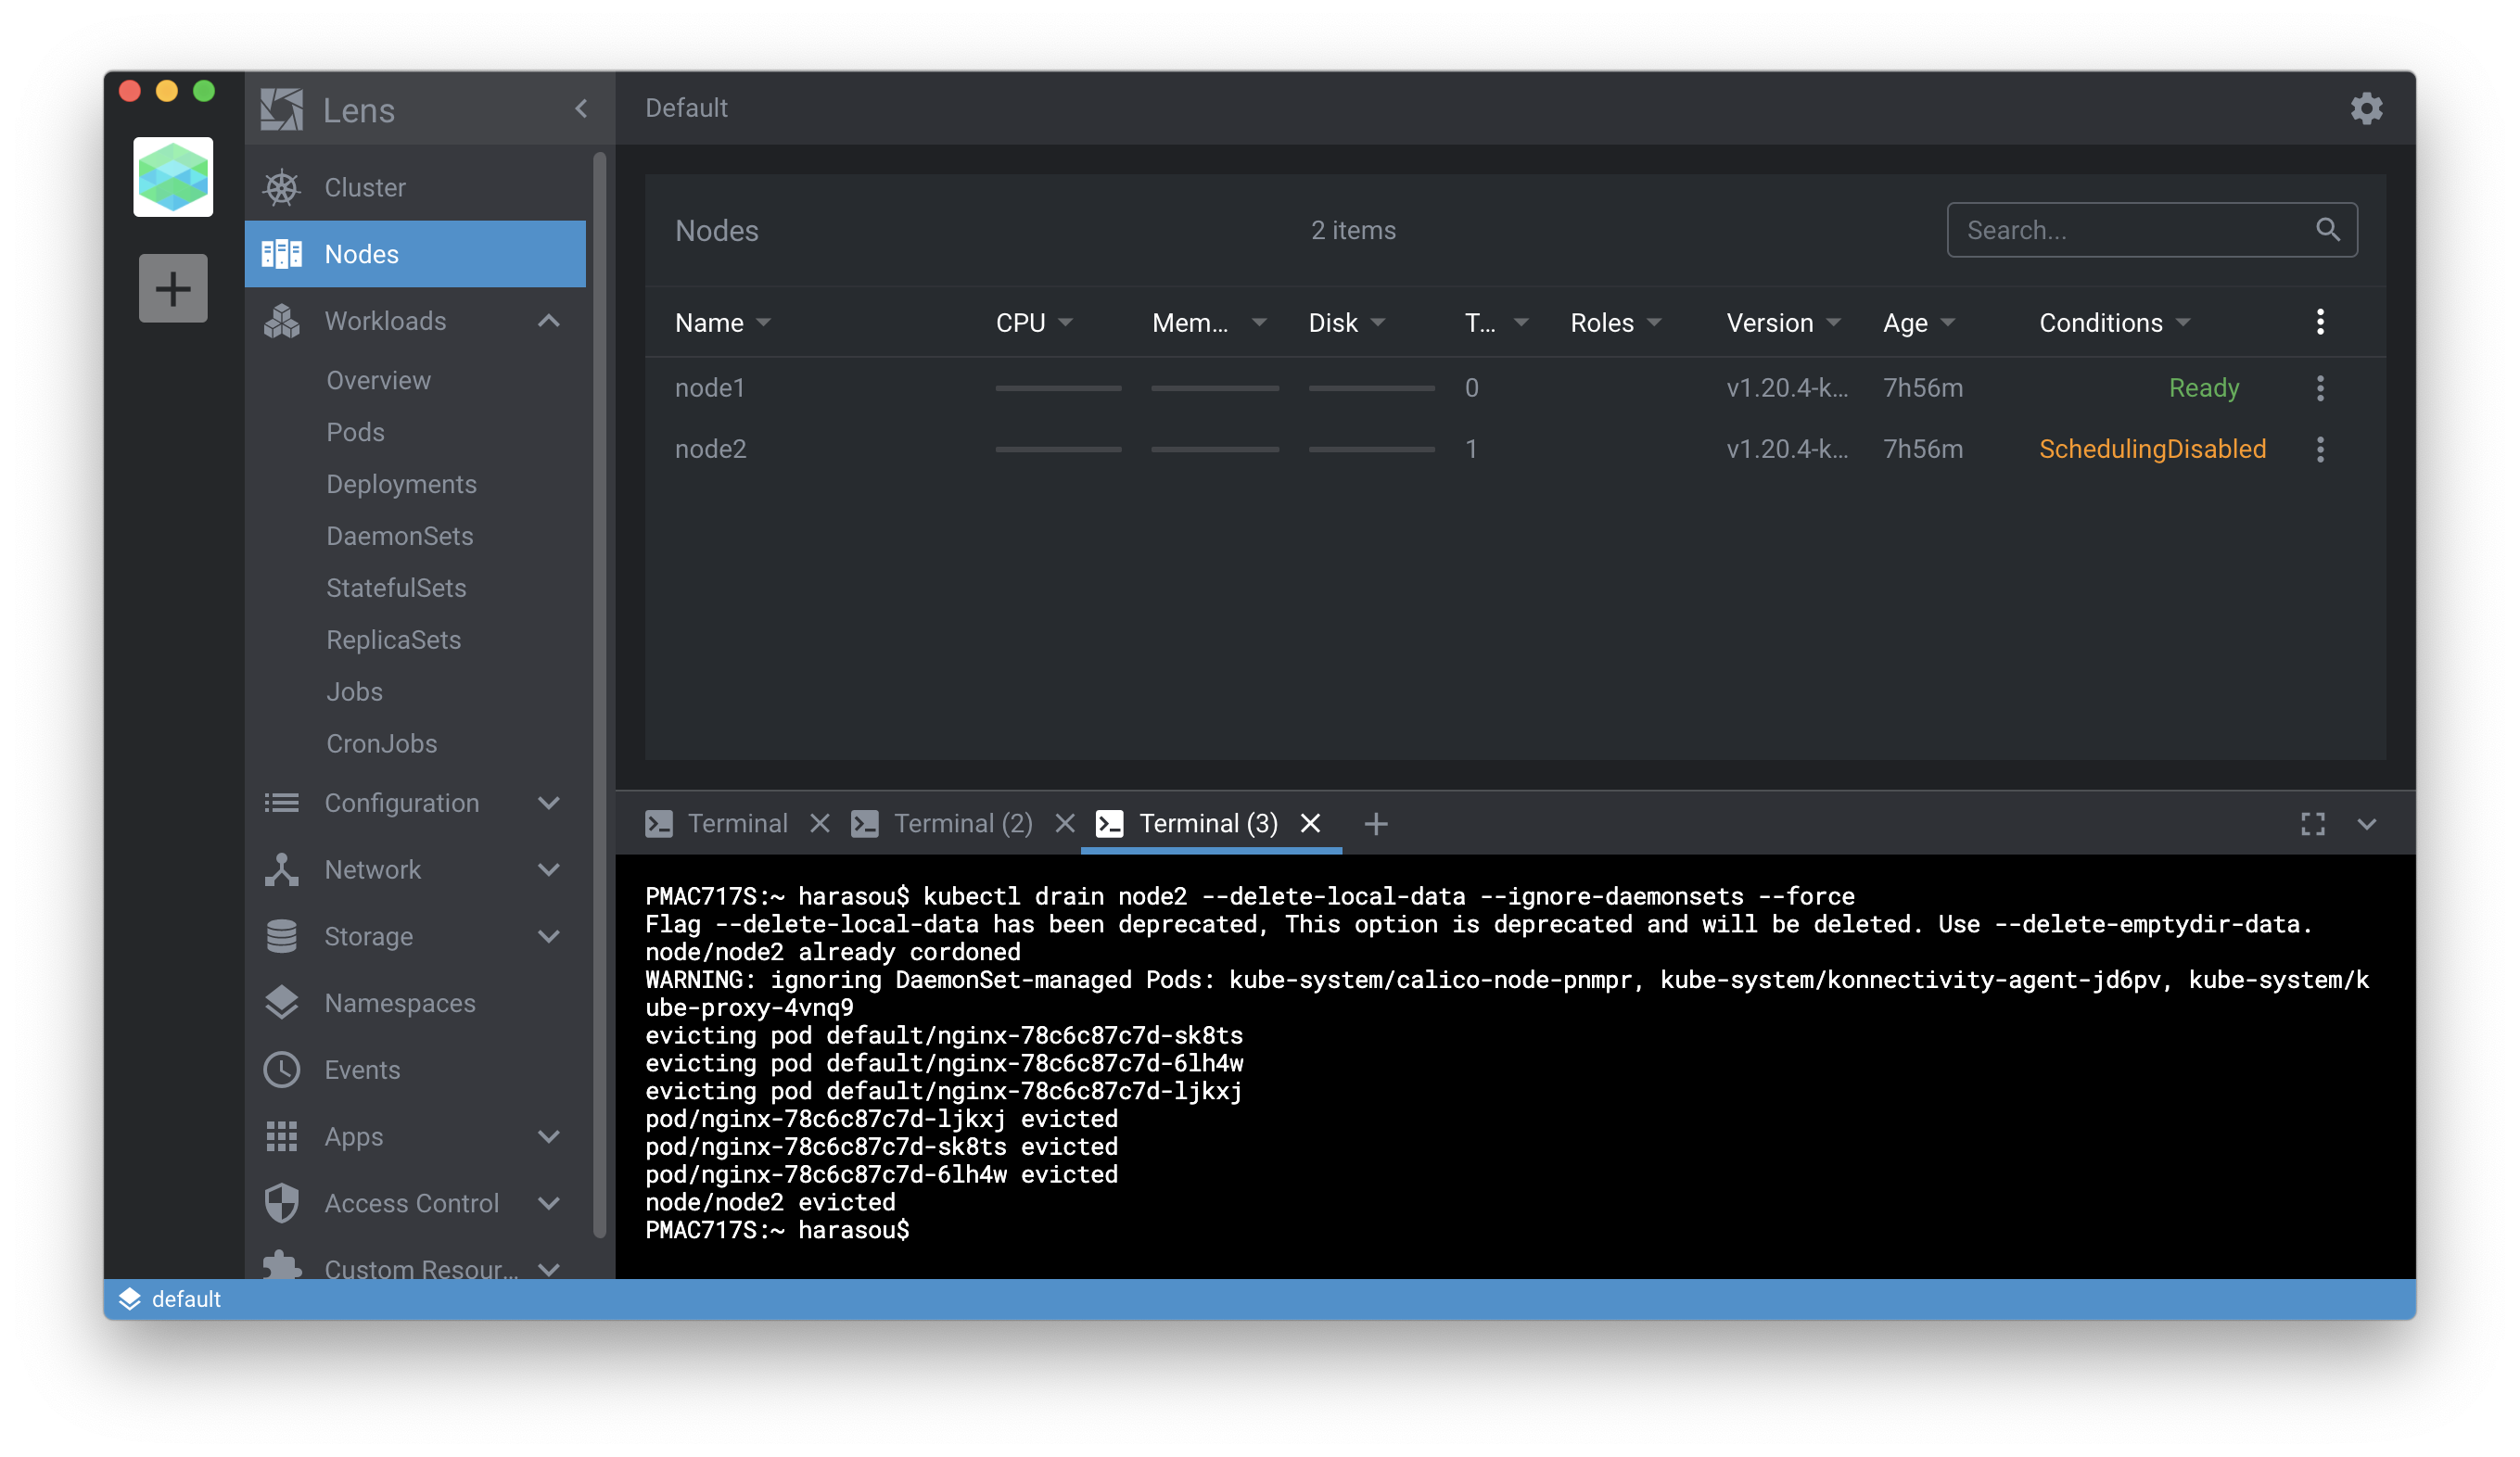 Lens
Default
Cluster
Nodes
Workloads
Overview
Pods
Deployments
DaemonSets
StatefulSets
ReplicaSets
Jobs
CronJobs
Configuration
Network
Storage
Namespaces
Events
Apps
Access Control
Custom Resour...
Nodes 2 items Search...
Name CPU Mem... Disk T... Roles Version Age Conditions
node1 0 v1.20.4-k... 7h56m Ready
node2 1 v1.20.4-k... 7h56m SchedulingDisabled
Terminal Terminal (2) Terminal (3)
PMAC717S:~ harasou$ kubectl drain node2 --delete-local-data --ignore-daemonsets --force
Flag --delete-local-data has been deprecated, This option is deprecated and will be deleted. Use --delete-emptydir-data.
node/node2 already cordoned
WARNING: ignoring DaemonSet-managed Pods: kube-system/calico-node-pnmpr, kube-system/konnectivity-agent-jd6pv, kube-system/k
ube-proxy-4vnq9
evicting pod default/nginx-78c6c87c7d-sk8ts
evicting pod default/nginx-78c6c87c7d-6lh4w
evicting pod default/nginx-78c6c87c7d-ljkxj
pod/nginx-78c6c87c7d-ljkxj evicted
pod/nginx-78c6c87c7d-sk8ts evicted
pod/nginx-78c6c87c7d-6lh4w evicted
node/node2 evicted
PMAC717S:~ harasou$
default